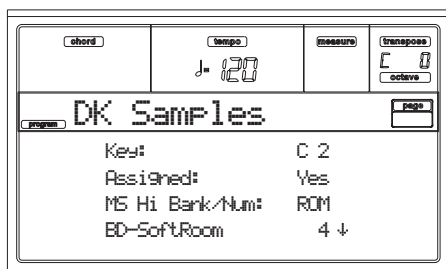 chord tempo measure transpose
♩= 120 C 0
octave
program DK Samples page
Key: C 2
Assigned: Yes
MS Hi Bank/Num: ROM
BD-SoftRoom 4 ↓